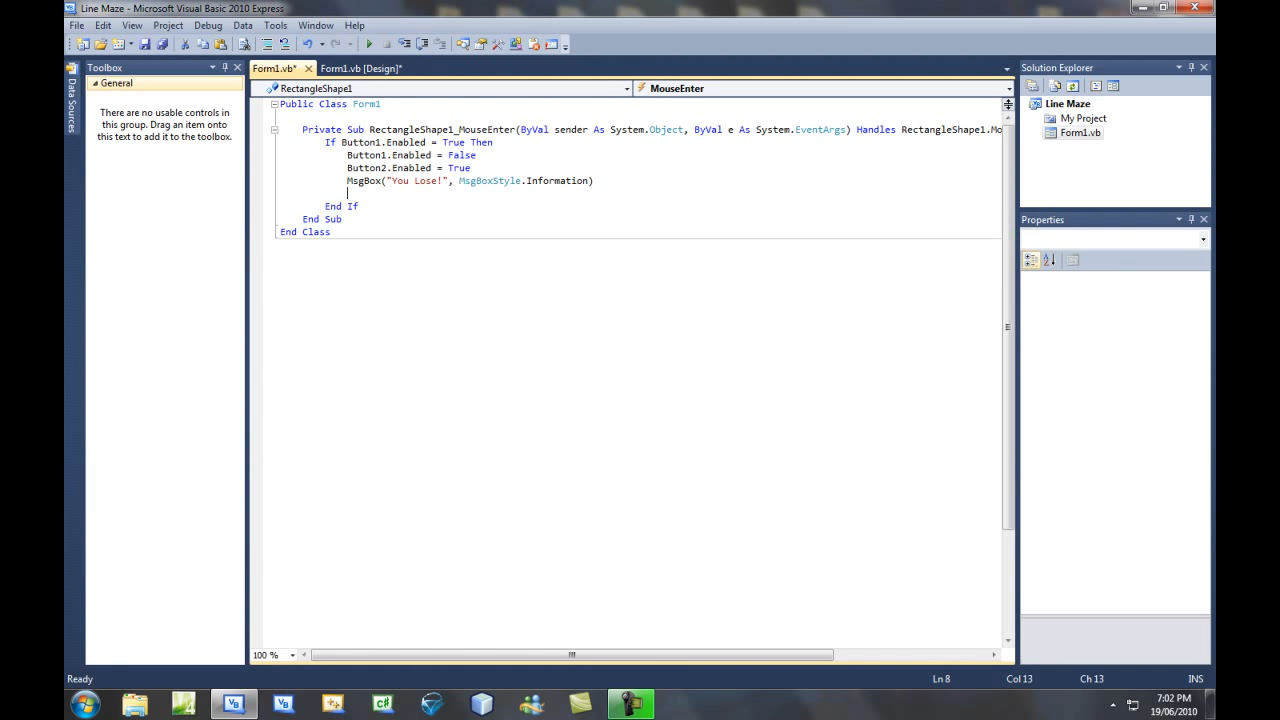 Line Maze - Microsoft Visual Basic 2010 Express
File Edit View Project Debug Data Tools Window Help
Data Sources
Toolbox
General
There are no usable controls in
this group. Drag an item onto
this text to add it to the toolbox.
Form1.vb* Form1.vb [Design]*
RectangleShape1 MouseEnter
Public Class Form1
Private Sub RectangleShape1_MouseEnter(ByVal sender As System.Object, ByVal e As System.EventArgs) Handles RectangleShape1.Mo
If Button1.Enabled = True Then
Button1.Enabled = False
Button2.Enabled = True
MsgBox("You Lose!", MsgBoxStyle.Information)
End If
End Sub
End Class
100 %
Solution Explorer
Line Maze
My Project
Form1.vb
Properties
Ready Ln 8 Col 13 Ch 13 INS
7:02 PM
19/06/2010